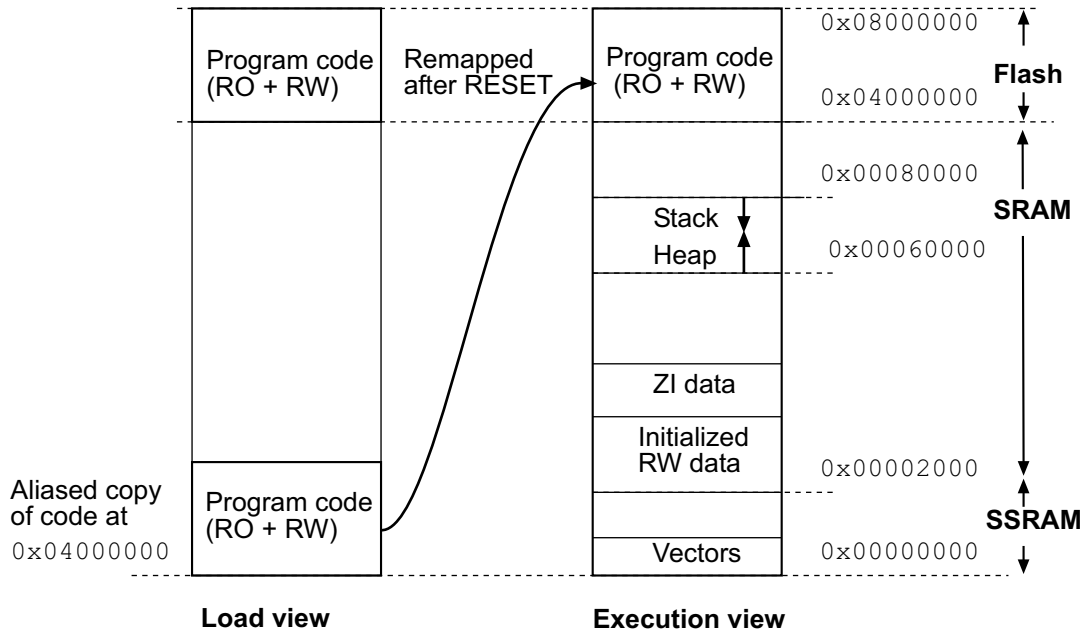 Program code
(RO + RW)
Remapped
after RESET
Program code
(RO + RW)
0x08000000
Flash
0x04000000
0x00080000
SRAM
Stack
Heap
0x00060000
ZI data
Initialized
RW data
0x00002000
Aliased copy
of code at
0x04000000
Program code
(RO + RW)
SSRAM
Vectors
0x00000000
Load view
Execution view